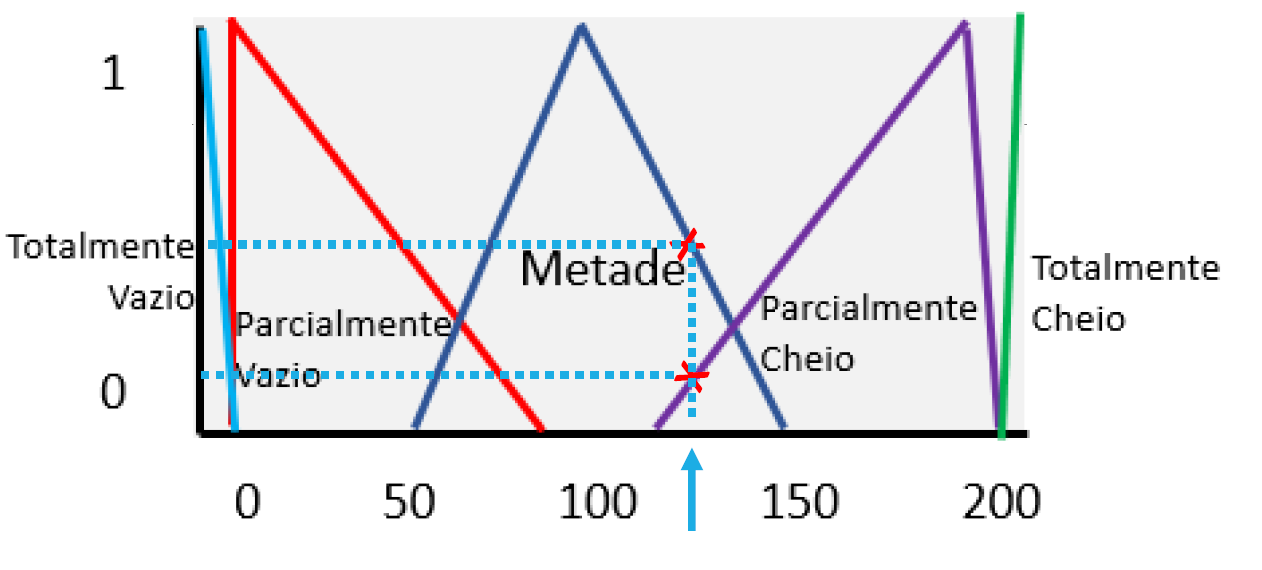 1
Totalmente
Vazio
Metade
Parcialmente
Vazio
Parcialmente
Cheio
Totalmente
Cheio
0
0 50 100 150 200